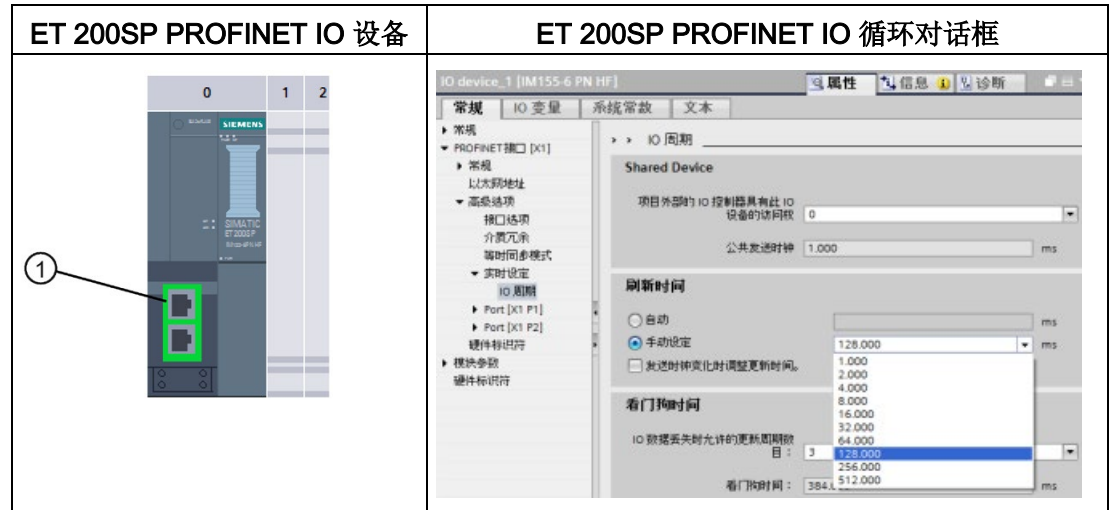 ET 200SP PROFINET IO 设备
ET 200SP PROFINET IO 循环对话框
0 1 2
SIEMENS
SIMATIC
ET 200SP
1
IO device_1 [IM155-6 PN HF]
属性 信息 诊断
常规 IO 变量 系统常数 文本
常规
PROFINET接口 [X1]
常规
以太网地址
高级选项
接口选项
介质冗余
等时同步模式
实时设定
IO 周期
Port [X1 P1]
Port [X1 P2]
硬件标识符
模块参数
硬件标识符
> > IO 周期
Shared Device
项目外部的 IO 控制器具有此 IO
设备的访问权 0
公共发送时钟 1.000 ms
刷新时间
自动 ms
手动设定 128.000 ms
发送时钟变化时调整更新时间。
1.000
2.000
4.000
8.000
16.000
32.000
64.000
128.000
256.000
512.000
看门狗时间
IO 数据丢失时允许的更新周期数
目： 3
看门狗时间： 384. ms